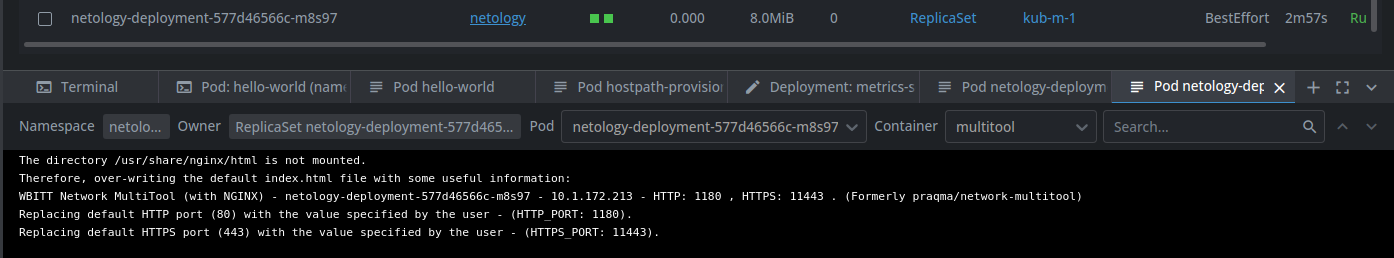 netology-deployment-577d46566c-m8s97 netology 0.000 8.0MiB 0 ReplicaSet kub-m-1 BestEffort 2m57s Ru
Terminal Pod: hello-world (name Pod hello-world Pod hostpath-provisior Deployment: metrics-s Pod netology-deploym Pod netology-dep
Namespace netolo... Owner ReplicaSet netology-deployment-577d465... Pod netology-deployment-577d46566c-m8s97 Container multitool Search...
The directory /usr/share/nginx/html is not mounted.
Therefore, over-writing the default index.html file with some useful information:
WBITT Network MultiTool (with NGINX) - netology-deployment-577d46566c-m8s97 - 10.1.172.213 - HTTP: 1180 , HTTPS: 11443 . (Formerly praqma/network-multitool)
Replacing default HTTP port (80) with the value specified by the user - (HTTP_PORT: 1180).
Replacing default HTTPS port (443) with the value specified by the user - (HTTPS_PORT: 11443).